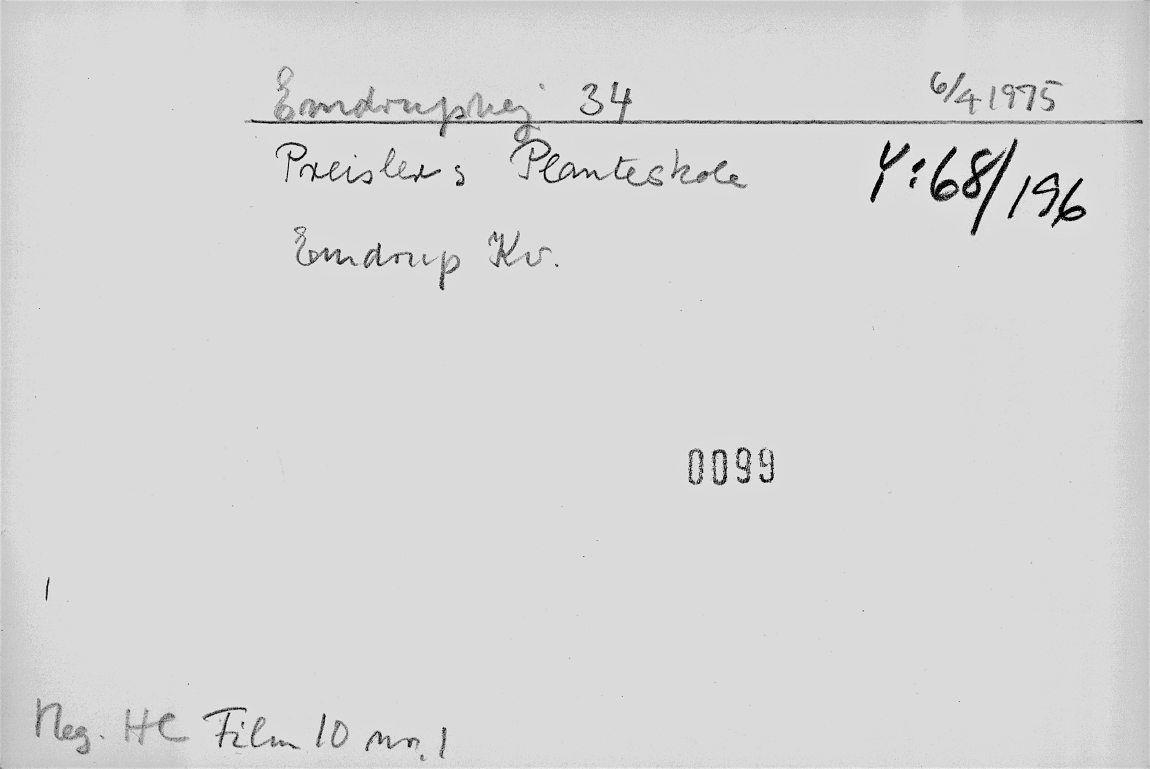 Emdrupvej 34 6/4 1975
Preislers Planteskole Y:68/196
Emdrup Kv.
0099
Neg. HC Film 10 nr. 1